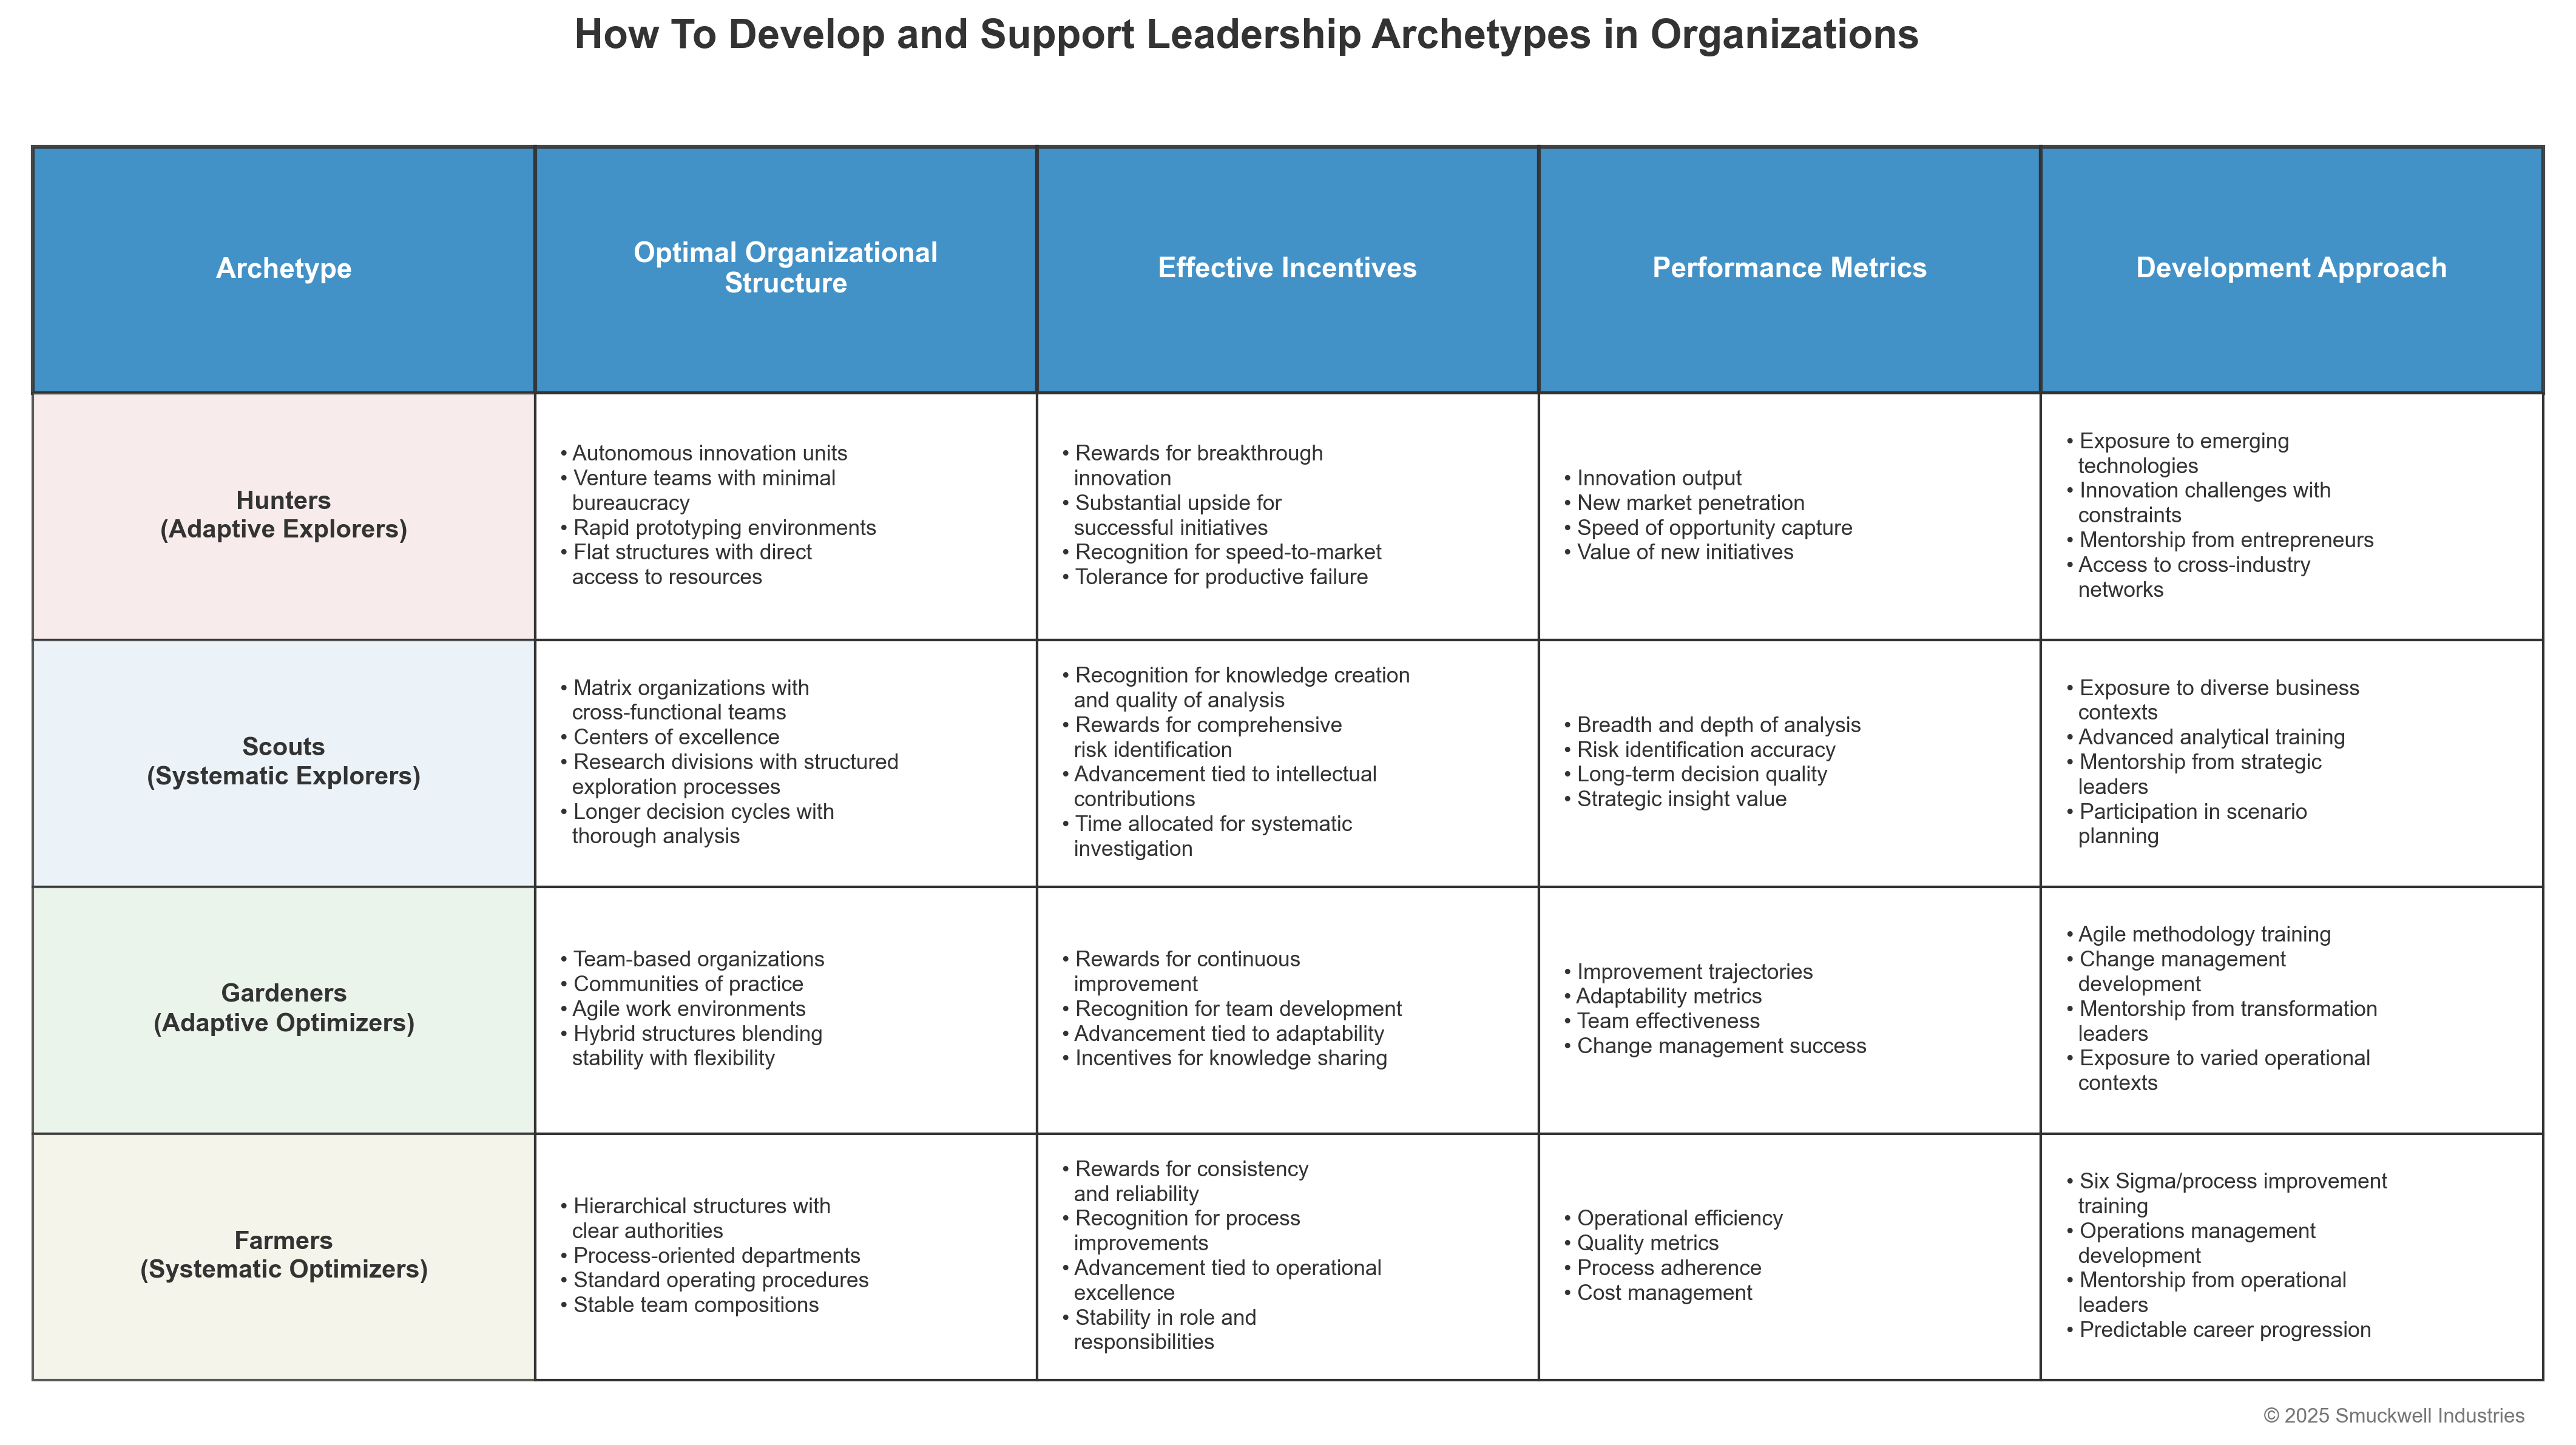 How To Develop and Support Leadership Archetypes in Organizations
Archetype
Optimal Organizational
Structure
Effective Incentives
Performance Metrics
Development Approach
Hunters
(Adaptive Explorers)
• Autonomous innovation units
• Venture teams with minimal
bureaucracy
• Rapid prototyping environments
• Flat structures with direct
access to resources
• Rewards for breakthrough
innovation
• Substantial upside for
successful initiatives
• Recognition for speed-to-market
• Tolerance for productive failure
• Innovation output
• New market penetration
• Speed of opportunity capture
• Value of new initiatives
• Exposure to emerging
technologies
• Innovation challenges with
constraints
• Mentorship from entrepreneurs
• Access to cross-industry
networks
Scouts
(Systematic Explorers)
• Matrix organizations with
cross-functional teams
• Centers of excellence
• Research divisions with structured
exploration processes
• Longer decision cycles with
thorough analysis
• Recognition for knowledge creation
and quality of analysis
• Rewards for comprehensive
risk identification
• Advancement tied to intellectual
contributions
• Time allocated for systematic
investigation
• Breadth and depth of analysis
• Risk identification accuracy
• Long-term decision quality
• Strategic insight value
• Exposure to diverse business
contexts
• Advanced analytical training
• Mentorship from strategic
leaders
• Participation in scenario
planning
Gardeners
(Adaptive Optimizers)
• Team-based organizations
• Communities of practice
• Agile work environments
• Hybrid structures blending
stability with flexibility
• Rewards for continuous
improvement
• Recognition for team development
• Advancement tied to adaptability
• Incentives for knowledge sharing
• Improvement trajectories
• Adaptability metrics
• Team effectiveness
• Change management success
• Agile methodology training
• Change management
development
• Mentorship from transformation
leaders
• Exposure to varied operational
contexts
Farmers
(Systematic Optimizers)
• Hierarchical structures with
clear authorities
• Process-oriented departments
• Standard operating procedures
• Stable team compositions
• Rewards for consistency
and reliability
• Recognition for process
improvements
• Advancement tied to operational
excellence
• Stability in role and
responsibilities
• Operational efficiency
• Quality metrics
• Process adherence
• Cost management
• Six Sigma/process improvement
training
• Operations management
development
• Mentorship from operational
leaders
• Predictable career progression
© 2025 Smuckwell Industries